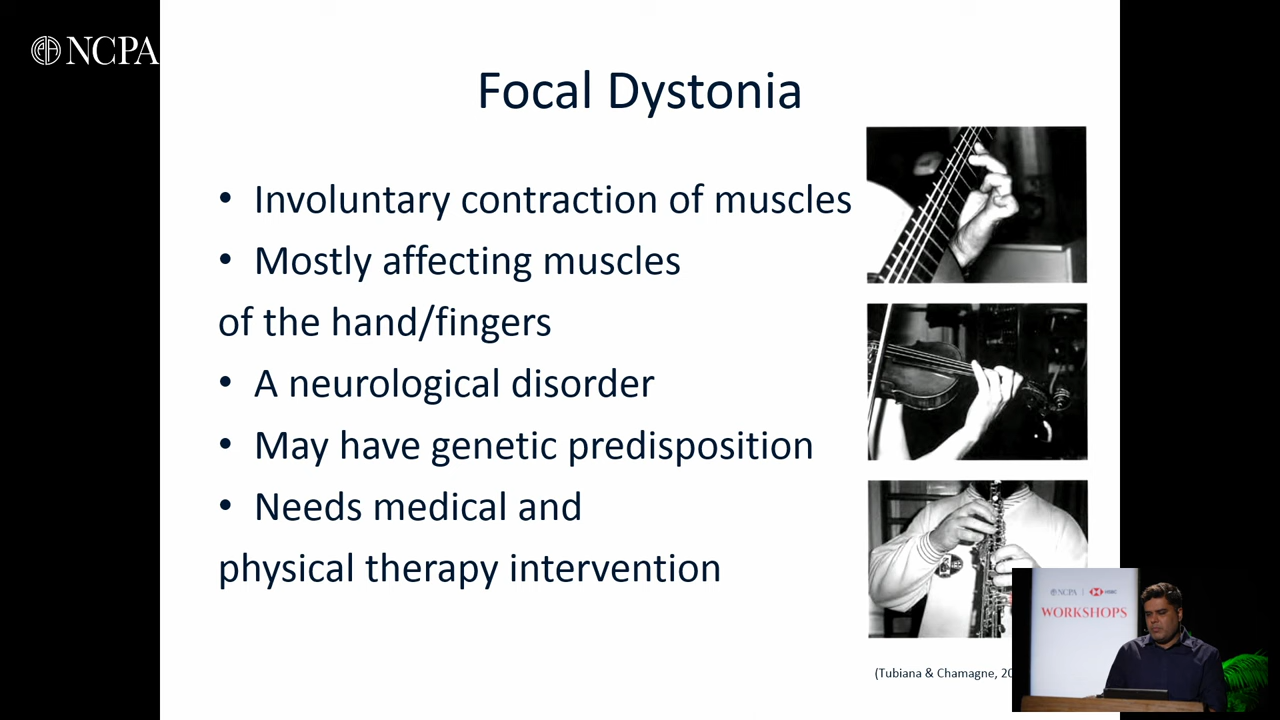 NCPA
Focal Dystonia
• Involuntary contraction of muscles
• Mostly affecting muscles
of the hand/fingers
• A neurological disorder
• May have genetic predisposition
• Needs medical and
physical therapy intervention
(Tubiana & Chamagne, 20
NCPA | HSBC
WORKSHOPS